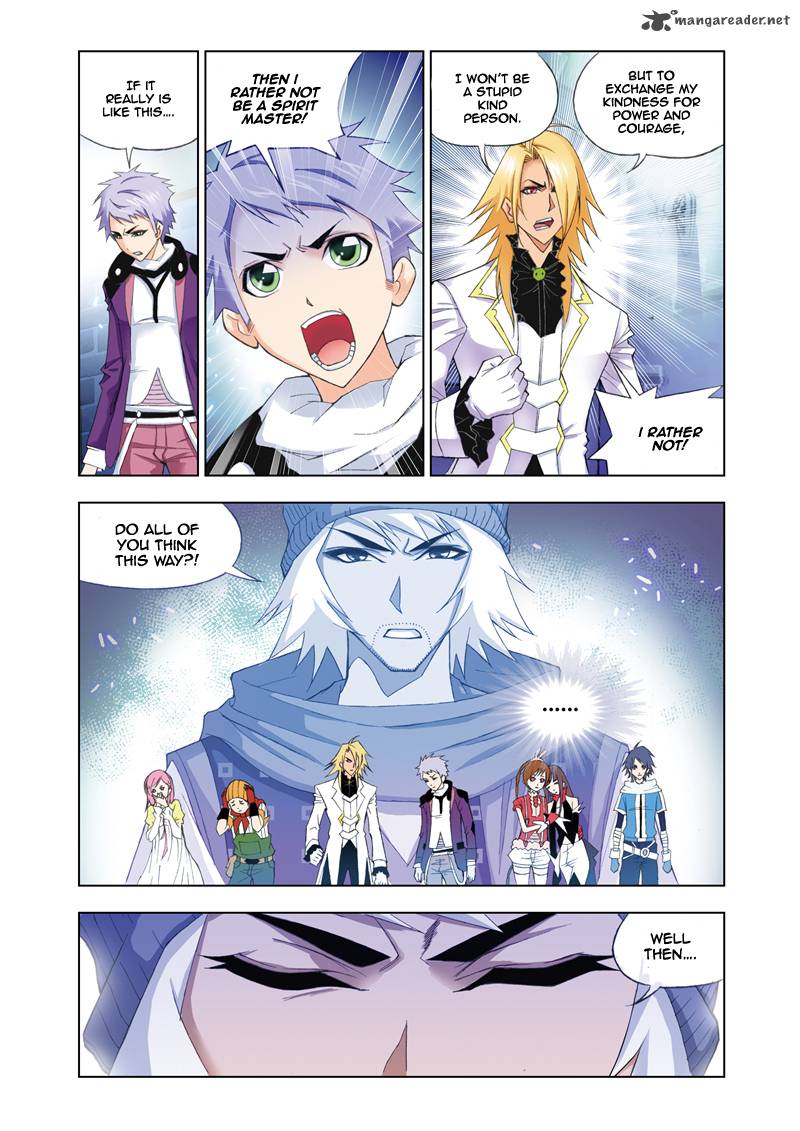 mangareader.net
IF IT
REALLY IS
LIKE THIS....
THEN I
RATHER NOT
BE A SPIRIT
MASTER!
I WON'T BE
A STUPID
KIND
PERSON.
BUT TO
EXCHANGE MY
KINDNESS FOR
POWER AND
COURAGE,
I RATHER
NOT!
DO ALL OF
YOU THINK
THIS WAY?!
......
WELL
THEN....